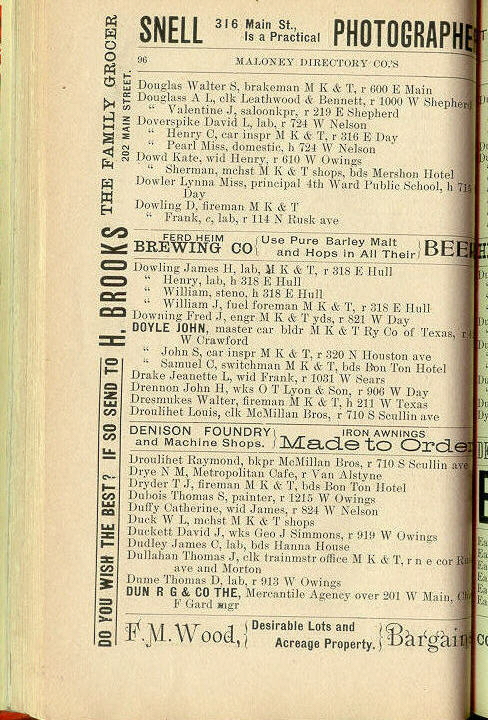 SNELL 316 Main St., Is a Practical PHOTOGRAPHE
96 MALONEY DIRECTORY CO.'S
Douglas Walter S, brakeman M K & T, r 600 E Main
Douglass A L, clk Leathwood & Bennett, r 1000 W Shepherd
“ Valentine J, saloonkpr, r 219 E Shepherd
Doverspike David L, lab, r 724 W Nelson
“ Henry C, car inspr M K & T, r 316 E Day
“ Pearl Miss, domestic, h 724 W Nelson
Dowd Kate, wid Henry, r 610 W Owings
“ Sherman, mchst M K & T shops, bds Mershon Hotel
Dowler Lynna Miss, principal 4th Ward Public School, h
Day
Dowling D, fireman M K & T
“ Frank, c, lab, r 114 N Rusk ave
FERD HEIM BREWING CO { Use Pure Barley Malt and Hops in All Their } BEER
Dowling James H, lab, M K & T, r 318 E Hull
“ Henry, lab, h 318 E Hull
“ William, steno, h 318 E Hull
“ William J, fuel foreman M K & T, r 318 E Hull
Downing Fred J, engr M K & T yds, r 821 W Day
DOYLE JOHN, master car bldr M K & T Ry Co of Texas, r
W Crawford
“ John S, car inspr M K & T, r 320 N Houston ave
“ Samuel C, switchman M K & T, bds Bon Ton Hotel
Drake Jeanette L, wid Frank, r 1031 W Sears
Drennon John H, wks O T Lyon & Son, r 906 W Day
Dresmukes Walter, fireman M K & T, h 211 W Texas
Droulihet Louis, clk McMillan Bros, r 710 S Scullin ave
DENISON FOUNDRY and Machine Shops. } IRON AWNINGS Made to Order
Droulihet Raymond, bkpr McMillan Bros, r 710 S Scullin ave
Drye N M, Metropolitan Cafe, r Van Alstyne
Dryder T J, fireman M K & T, bds Bon Ton Hotel
Dubois Thomas S, painter, r 1215 W Owings
Duffy Catherine, wid James, r 824 W Nelson
Duck W L, mchst M K & T shops
Duckett David J, wks Geo J Simmons, r 919 W Owings
Dudley James C, lab, bds Hanna House
Dullahan Thomas J, clk trainmstr office M K & T, r n e cor
ave and Morton
Dume Thomas D, lab, r 913 W Owings
DUN R G & CO THE, Mercantile Agency over 201 W Main,
F Gard mgr
F. M. Wood, { Desirable Lots and Acreage Property. } Bargain
DO YOU WISH THE BEST? IF SO SEND TO H. BROOKS THE FAMILY GROCER
202 MAIN STREET.